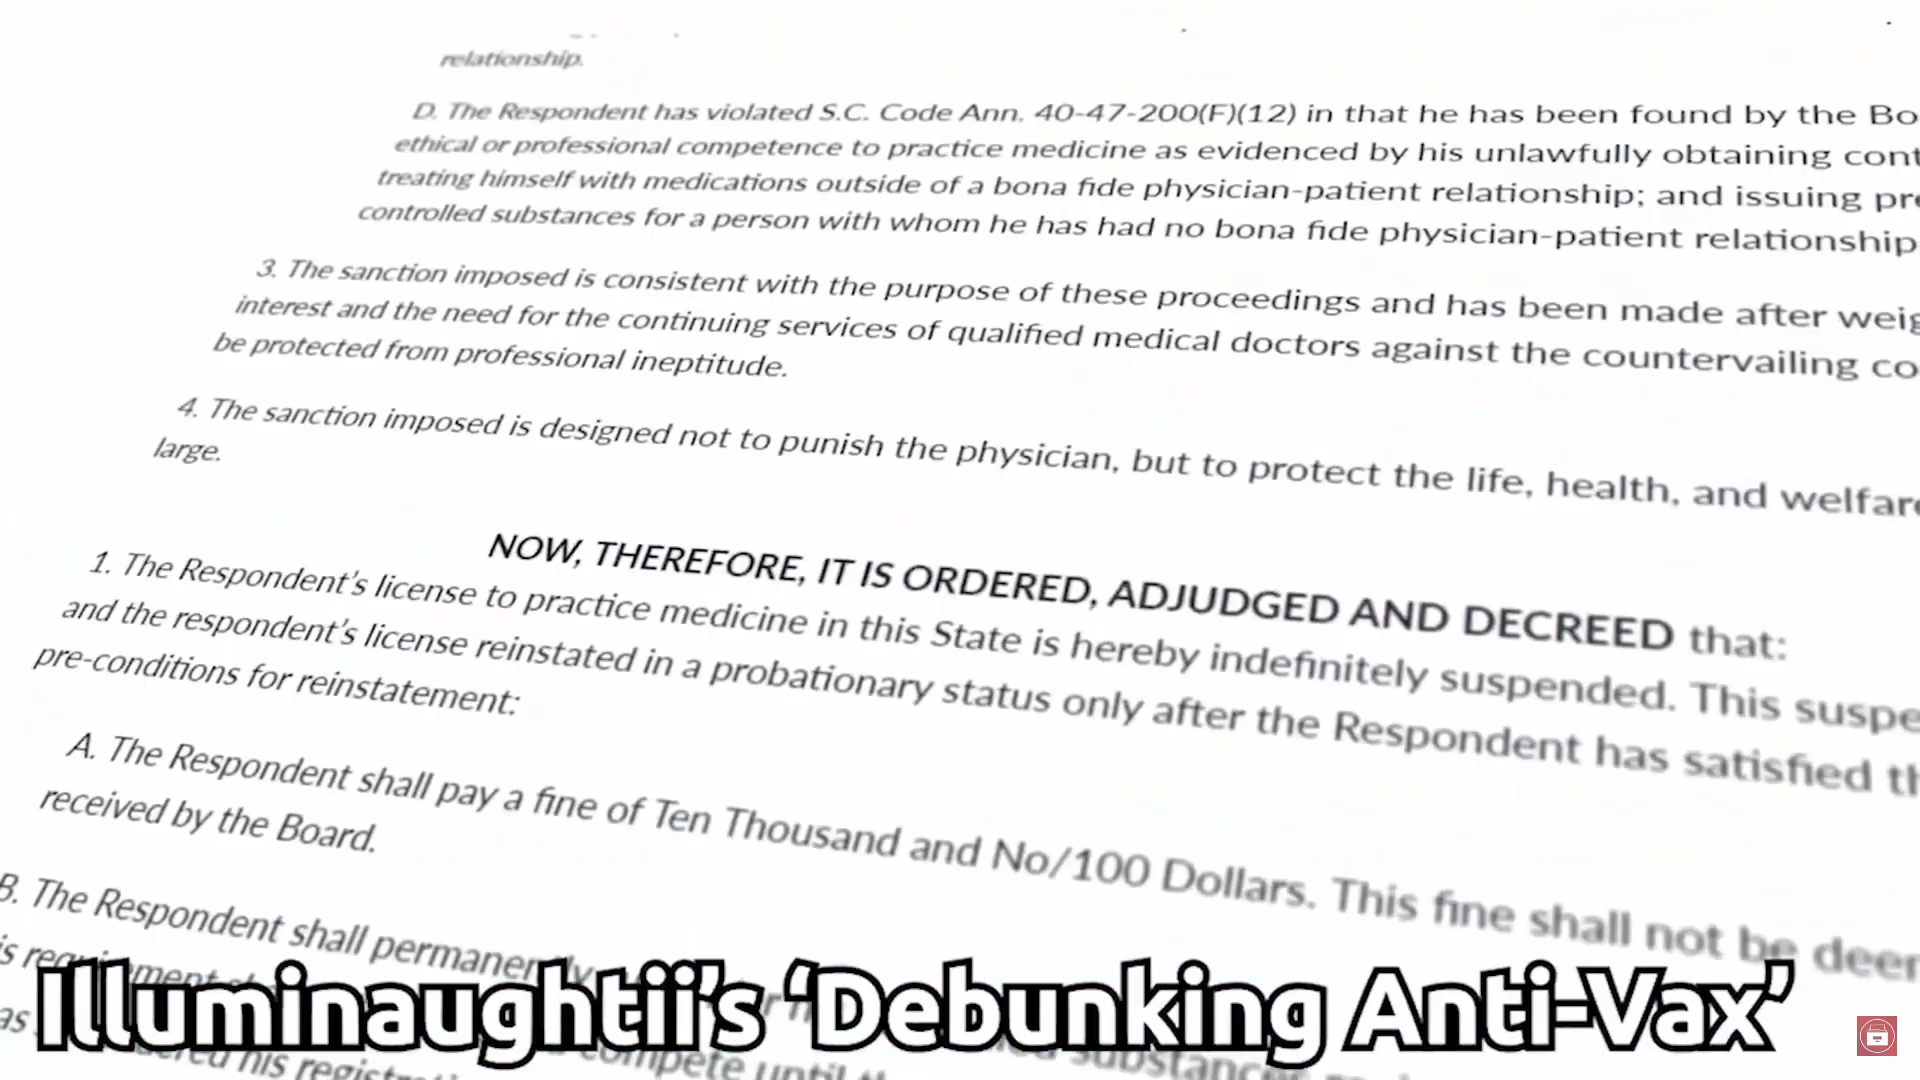 relationship.
D. The Respondent has violated S.C. Code Ann. 40-47-200(F)(12) in that he has been found by the Bo
ethical or professional competence to practice medicine as evidenced by his unlawfully obtaining cont
treating himself with medications outside of a bona fide physician-patient relationship; and issuing pre
controlled substances for a person with whom he has had no bona fide physician-patient relationship
3. The sanction imposed is consistent with the purpose of these proceedings and has been made after weig
interest and the need for the continuing services of qualified medical doctors against the countervailing co
be protected from professional ineptitude.
4. The sanction imposed is designed not to punish the physician, but to protect the life, health, and welfare
large.
NOW, THEREFORE, IT IS ORDERED, ADJUDGED AND DECREED that:
1. The Respondent's license to practice medicine in this State is hereby indefinitely suspended. This suspe
and the respondent's license reinstated in a probationary status only after the Respondent has satisfied th
pre-conditions for reinstatement:
A. The Respondent shall pay a fine of Ten Thousand and No/100 Dollars. This fine shall not be deem
received by the Board.
B. The Respondent shall permanently
as his registrati compete until th substances
Illuminaughtii's 'Debunking Anti-Vax'